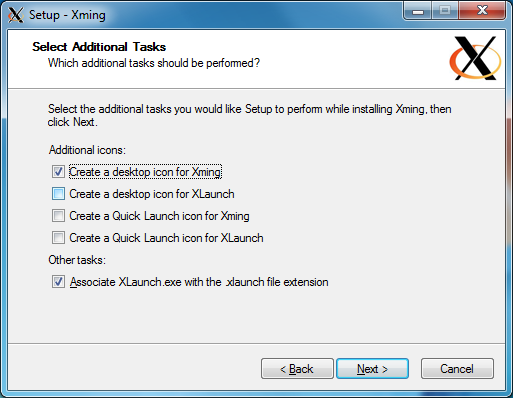 Setup - Xming
Select Additional Tasks
Which additional tasks should be performed?
Select the additional tasks you would like Setup to perform while installing Xming, then
click Next.
Additional icons:
Create a desktop icon for Xming
Create a desktop icon for XLaunch
Create a Quick Launch icon for Xming
Create a Quick Launch icon for XLaunch
Other tasks:
Associate XLaunch.exe with the .xlaunch file extension
< Back
Next >
Cancel